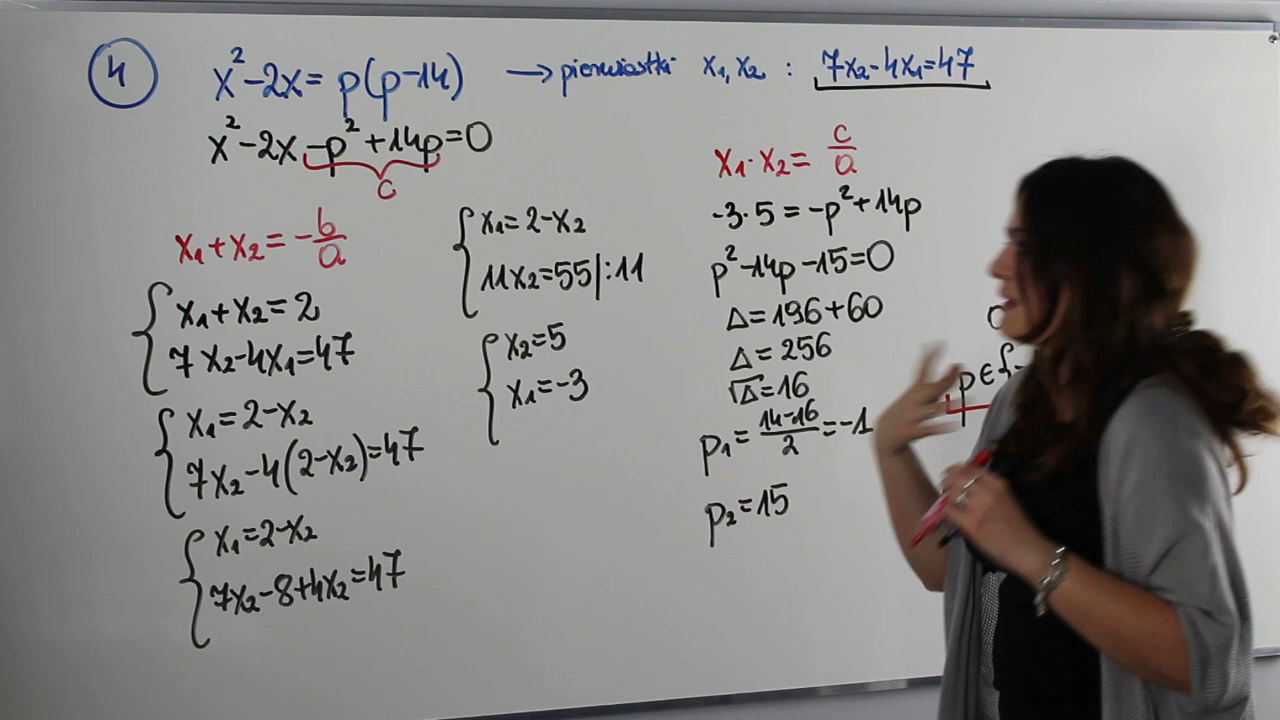 4 x²-2x= p(p-14) → pierwiastki x₁, x₂ : 7x₂-4x₁=47
x²-2x-p²+14p=0
c
x₁+x₂= -b/a
{ x₁+x₂=2
7x₂-4x₁=47
{ x₁=2-x₂
7x₂-4(2-x₂)=47
{ x₁=2-x₂
7x₂-8+4x₂=47
{ x₁=2-x₂
11x₂=55 |:11
{ x₂=5
x₁=-3
x₁·x₂= c/a
-3·5=-p²+14p
p²-14p-15=0
Δ=196+60
Δ=256
√Δ=16
p₁= (14-16)/2 =-1
p₂=15
p∈{-